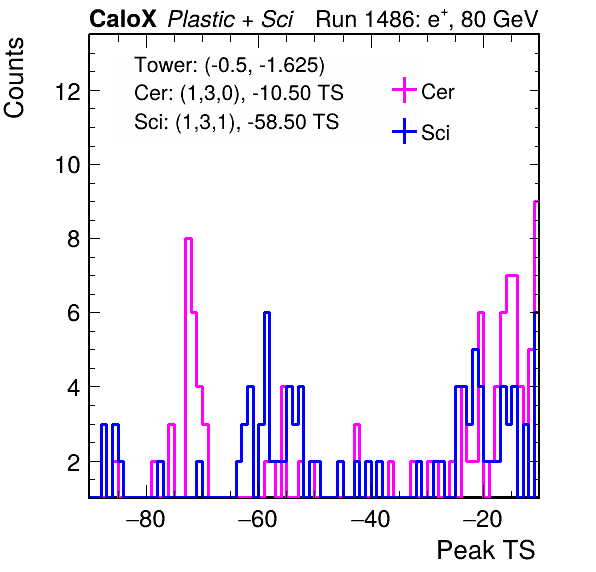 CaloX Plastic + Sci Run 1486: e⁺, 80 GeV
Tower: (-0.5, -1.625)
Cer: (1,3,0), -10.50 TS
Sci: (1,3,1), -58.50 TS
Cer
Sci
Counts
12
10
8
6
4
2
−80 −60 −40 −20
Peak TS